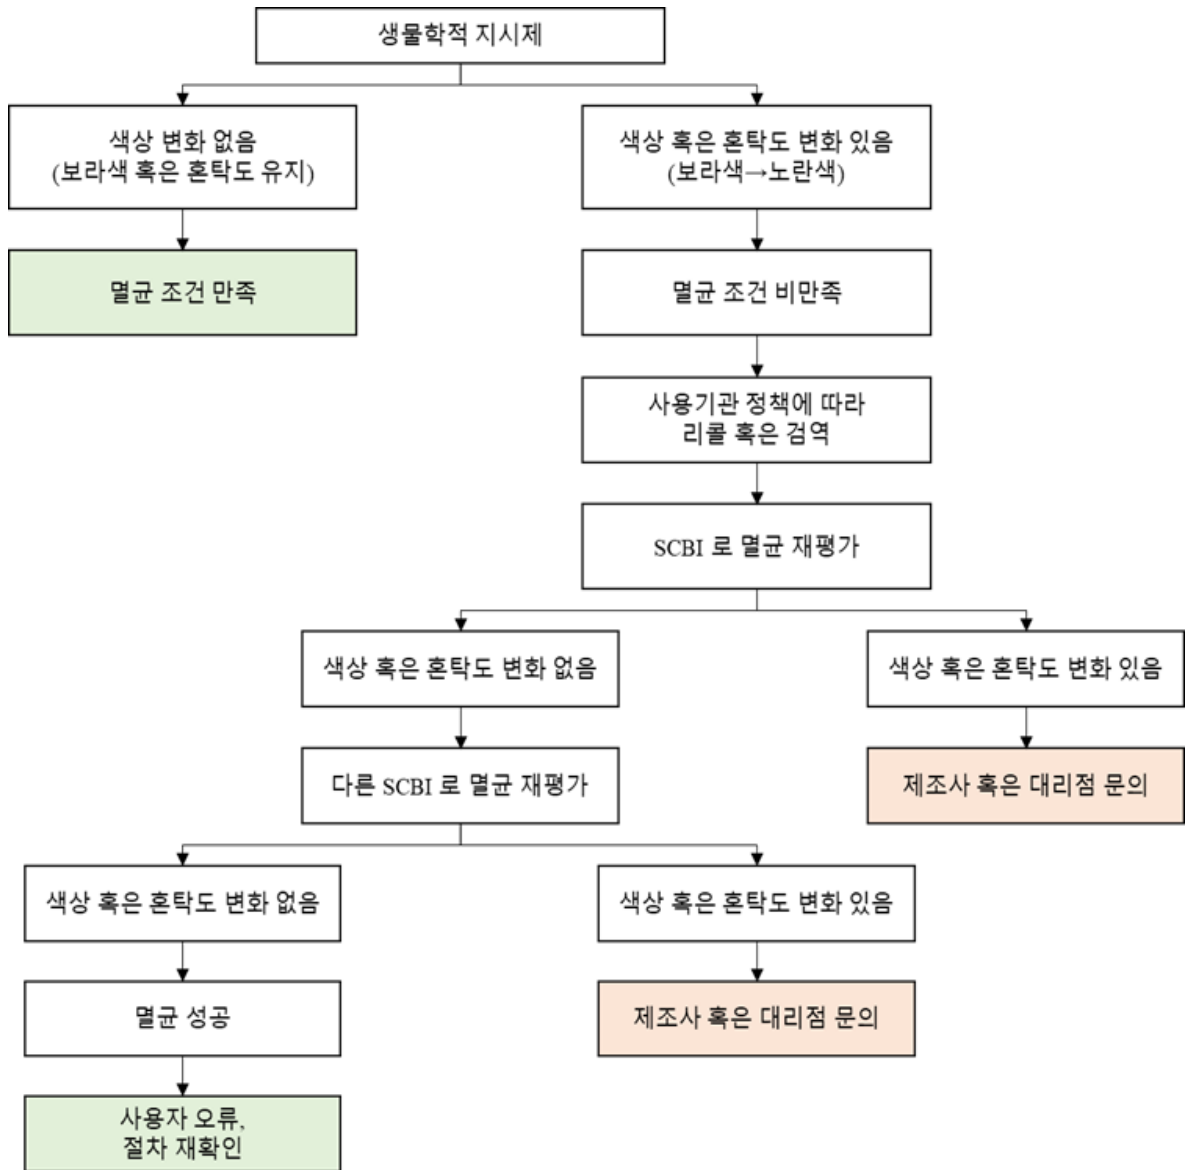 생물학적 지시제
색상 변화 없음
(보라색 혹은 혼탁도 유지)
색상 혹은 혼탁도 변화 있음
(보라색→노란색)
멸균 조건 만족
멸균 조건 비만족
사용기관 정책에 따라
리콜 혹은 검역
SCBI 로 멸균 재평가
색상 혹은 혼탁도 변화 없음
색상 혹은 혼탁도 변화 있음
다른 SCBI 로 멸균 재평가
제조사 혹은 대리점 문의
색상 혹은 혼탁도 변화 없음
색상 혹은 혼탁도 변화 있음
멸균 성공
제조사 혹은 대리점 문의
사용자 오류,
절차 재확인